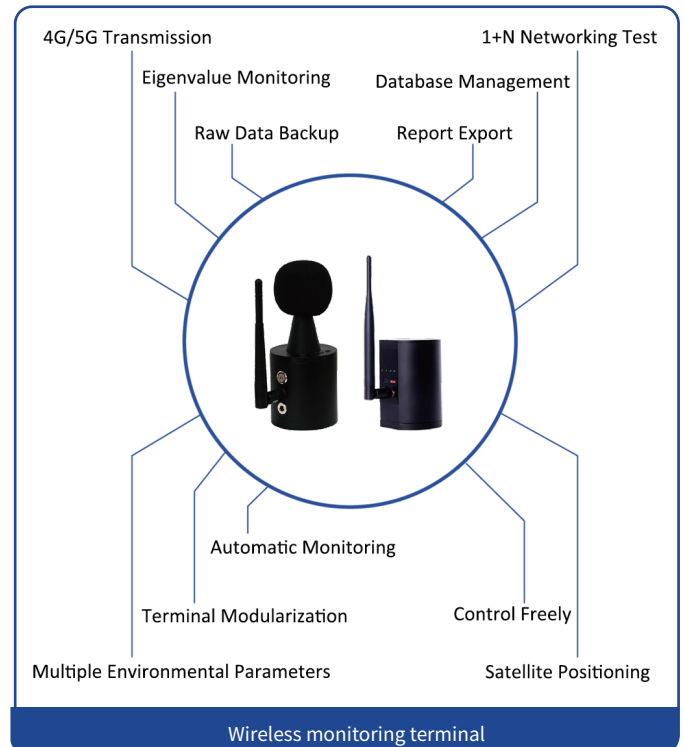 4G/5G Transmission
1+N Networking Test
Eigenvalue Monitoring
Database Management
Raw Data Backup
Report Export
Automatic Monitoring
Terminal Modularization
Control Freely
Multiple Environmental Parameters
Satellite Positioning
Wireless monitoring terminal